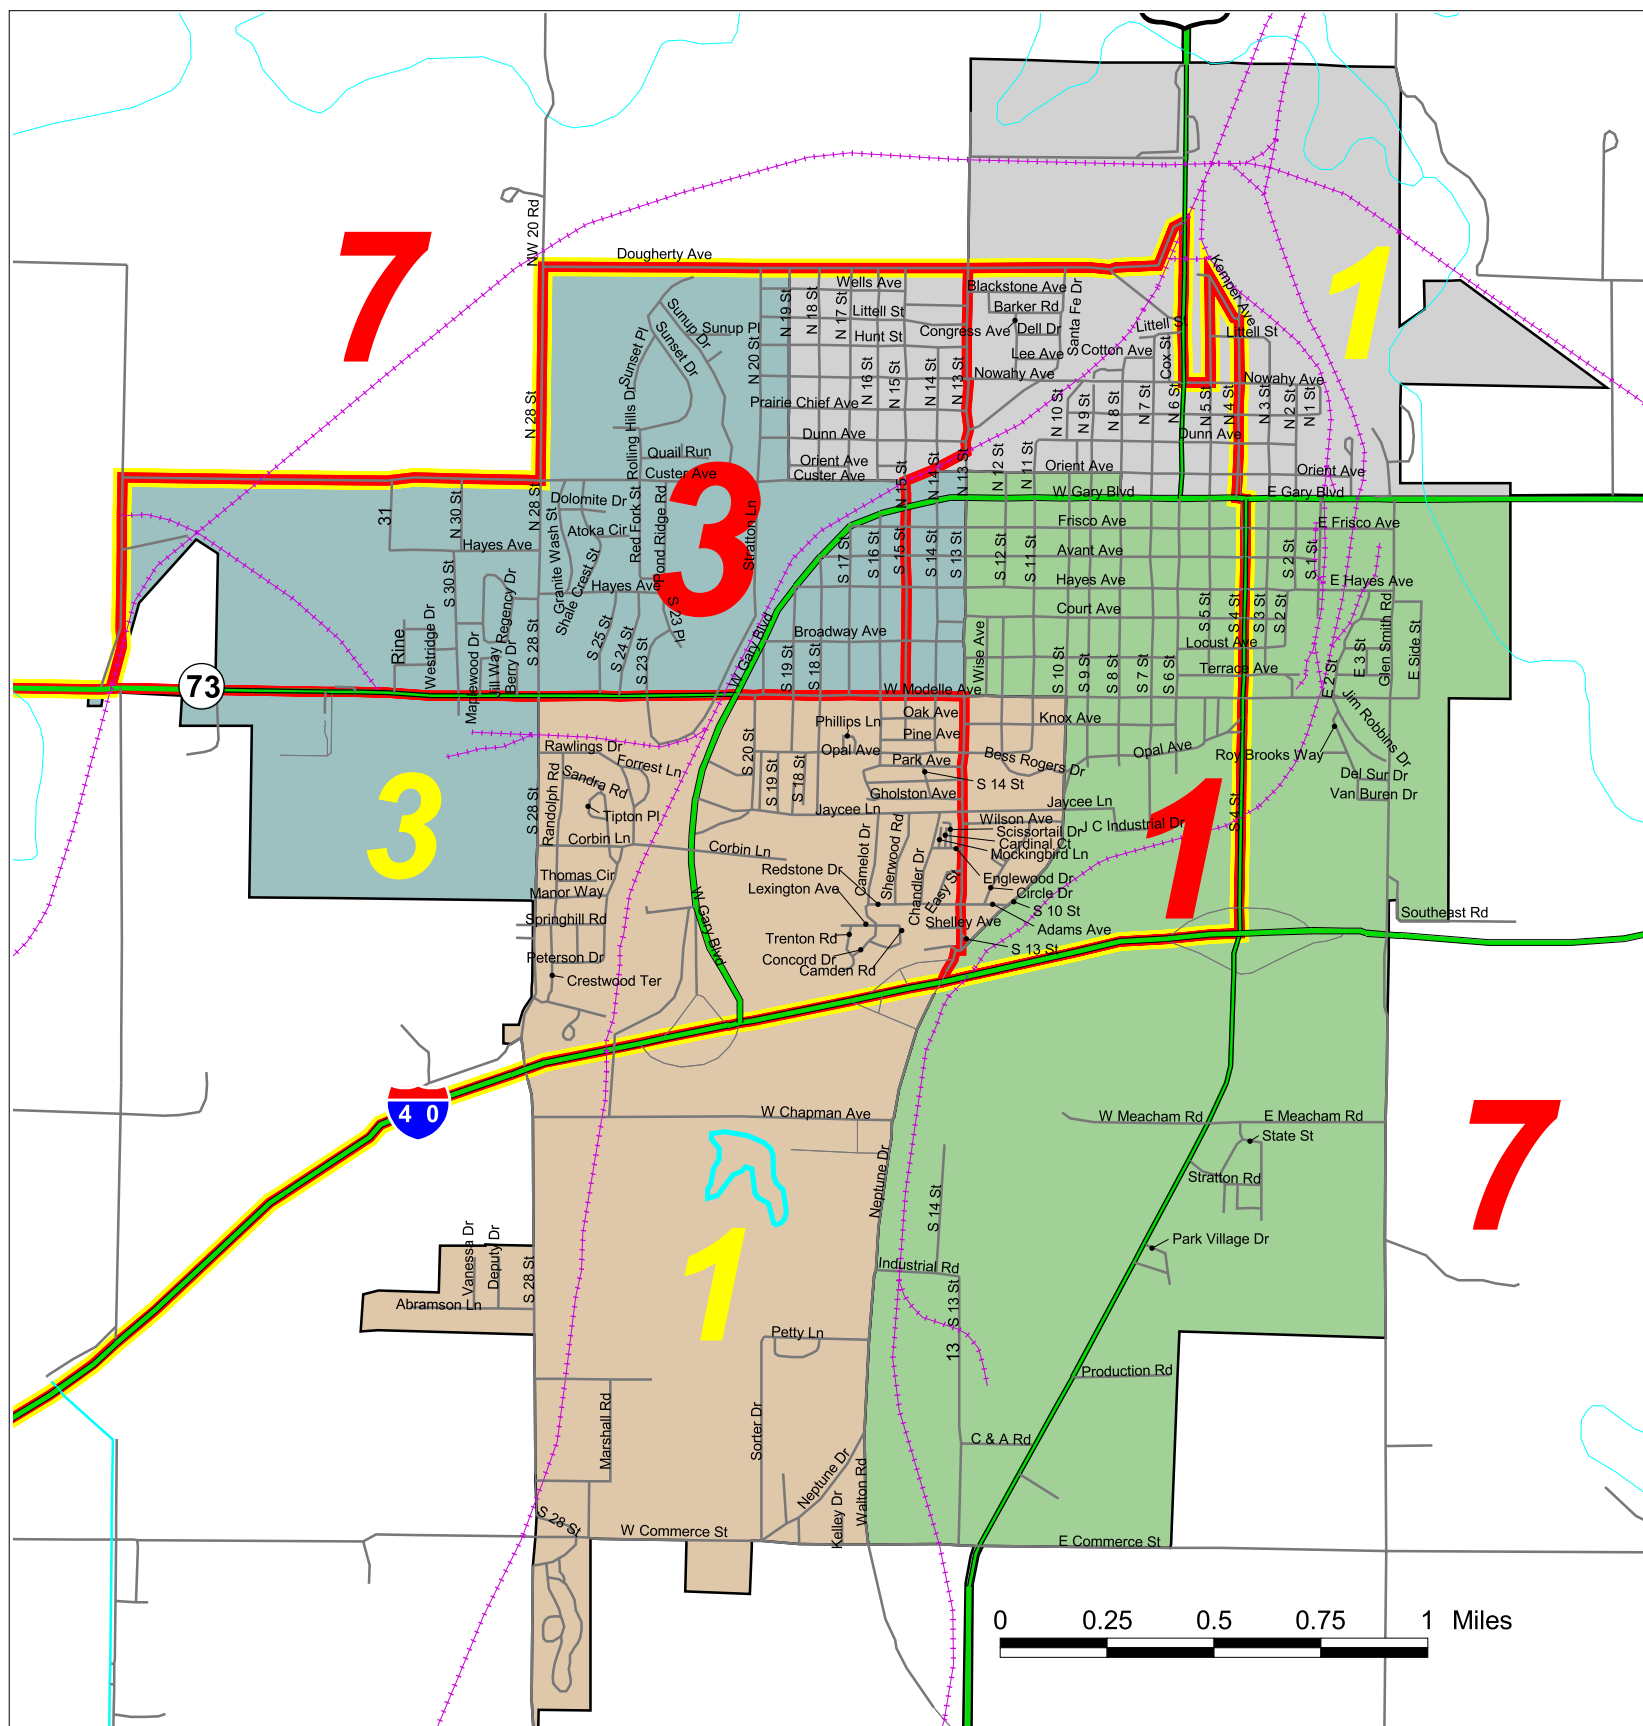 NW 20 Rd
Dougherty Ave
7
1
Kemper Ave
Wells Ave
Blackstone Ave
Santa Fe Dr
Barker Rd
N 19 St
N 18 St
N 17 St
Littell St
Congress Ave
Dell Dr
Littell St
Littell St
Sunup Dr
Sunup Pl
Sunset Dr
Sunset Pl
Hunt St
Lee Ave
Cotton Ave
Cox St
N 20 St
N 16 St
N 15 St
N 14 St
N 13 St
Nowahy Ave
Nowahy Ave
N 28 St
Rolling Hills Dr
Prairie Chief Ave
N 10 St
N 9 St
N 8 St
N 7 St
N 6 St
N 5 St
N 4 St
N 3 St
N 2 St
N 1 St
Dunn Ave
Dunn Ave
Quail Run
Custer Ave
Orient Ave
Custer Ave
Orient Ave
Orient Ave
3
N 15 St
N 14 St
N 13 St
N 12 St
N 11 St
W Gary Blvd
E Gary Blvd
31
N 30 St
N 28 St
Dolomite Dr
Granite Wash St
Red Fork St
Pond Ridge Rd
Stratton Ln
Atoka Cir
Frisco Ave
E Frisco Ave
Hayes Ave
Shale Crest St
Hayes Ave
S 17 St
S 16 St
S 15 St
S 14 St
S 13 St
S 12 St
S 11 St
Avant Ave
S 2 St
S 1 St
S 30 St
Regency Dr
Hayes Ave
E Hayes Ave
Rine
Westridge Dr
Maplewood Dr
Jill Way
Berry Dr
S 28 St
S 25 St
S 24 St
S 23 St
S 23 Pl
W Gary Blvd
Broadway Ave
Court Ave
S 5 St
S 4 St
S 3 St
S 2 St
Glen Smith Rd
E Side St
Wise Ave
Locust Ave
E 3 St
E 2 St
S 19 St
S 18 St
S 10 St
S 9 St
S 8 St
S 7 St
S 6 St
Terrace Ave
73
W Modelle Ave
Jim Robbins Dr
Oak Ave
Knox Ave
Phillips Ln
Pine Ave
Rawlings Dr
S 20 St
Opal Ave
Opal Ave
Roy Brooks Way
Forrest Ln
Park Ave
Bess Rogers Dr
Sandra Rd
S 19 St
S 18 St
S 14 St
Del Sur Dr
Gholston Ave
Van Buren Dr
3
S 28 St
Randolph Rd
Tipton Pl
Jaycee Ln
Jaycee Ln
S 4 St
1
Wilson Ave
J C Industrial Dr
Scissortail Dr
Cardinal Ct
Corbin Ln
Corbin Ln
Mockingbird Ln
Camelot Dr
Sherwood Rd
Chandler Dr
Easy St
Redstone Dr
Thomas Cir
Englewood Dr
Lexington Ave
Manor Way
Circle Dr
W Gary Blvd
S 10 St
Southeast Rd
Springhill Rd
Shelley Ave
Adams Ave
Trenton Rd
S 13 St
Peterson Dr
Concord Dr
Camden Rd
Crestwood Ter
4 0
W Chapman Ave
W Meacham Rd
E Meacham Rd
7
State St
Neptune Dr
S 14 St
Stratton Rd
Park Village Dr
1
Vanessa Dr
Deputy Dr
S 28 St
Industrial Rd
Abramson Ln
S 13 St
Petty Ln
13
Production Rd
Marshall Rd
Sorter Dr
C & A Rd
Neptune Dr
Walton Rd
Kelley Dr
S 28 St
W Commerce St
E Commerce St
0 0.25 0.5 0.75 1 Miles